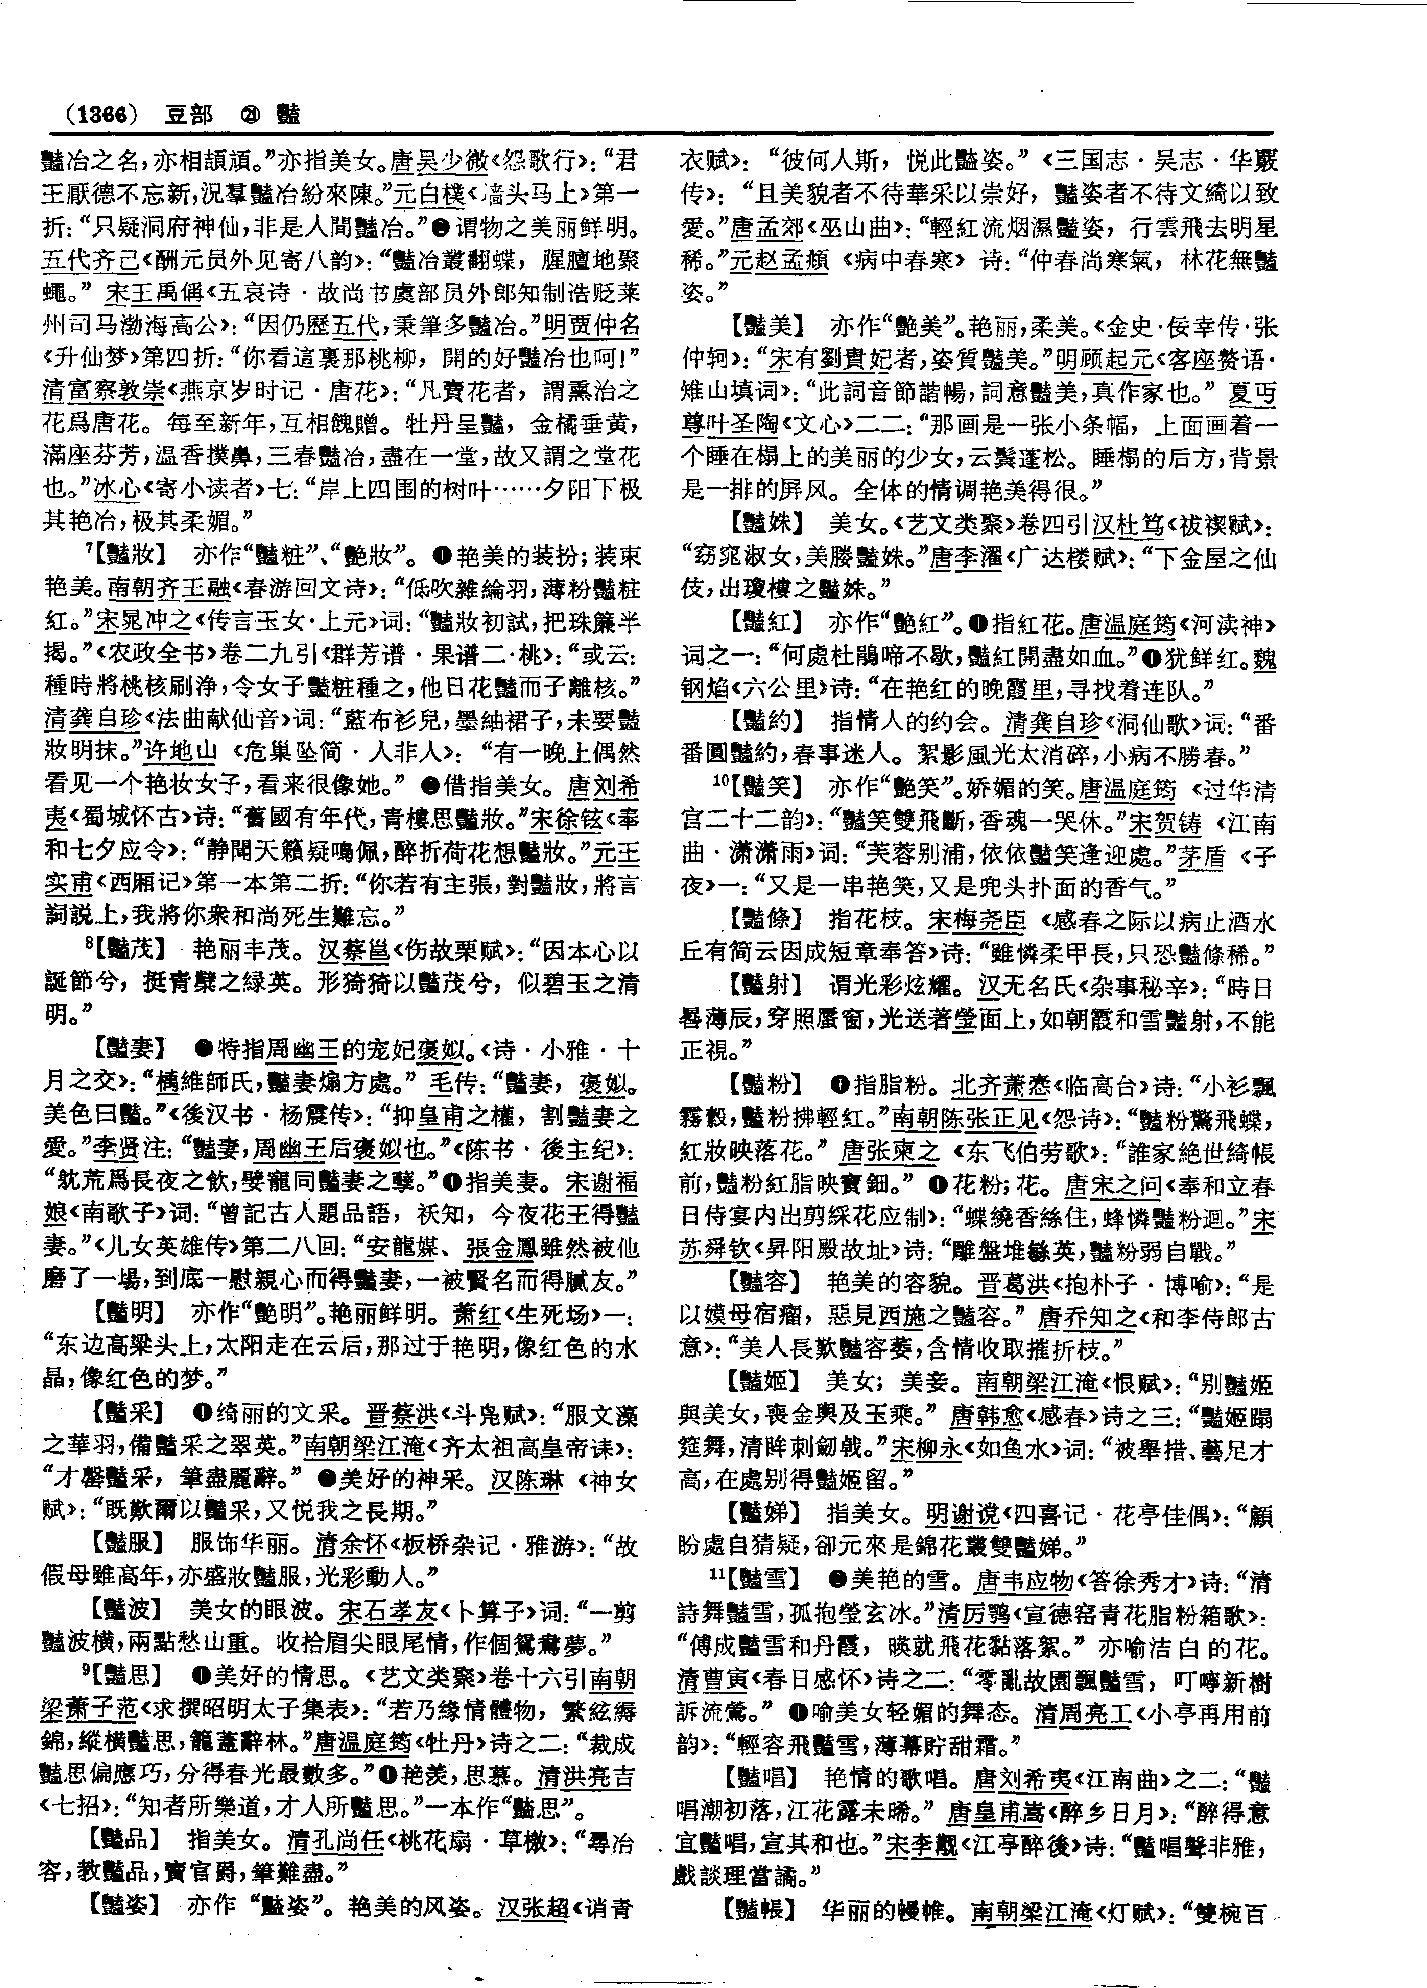 （1366） 豆部 ㉑ 豔
豔冶之名，亦相頡頏。”亦指美女。唐吴少微《怨歌行》：“君
王厭德不忘新，況羣豔冶紛來陳。”元白樸《墙头马上》第一
折：“只疑洞府神仙，非是人間豔冶。”❷谓物之美丽鲜明。
五代齐己《酬元员外见寄八韵》：“豔冶叢翻蝶，腥膻地聚
蠅。” 宋王禹偁《五哀诗·故尚书虞部员外郎知制诰贬莱
州司马渤海高公》：“因仍歷五代，秉筆多豔冶。”明贾仲名
《升仙梦》第四折：“你看這裏那桃柳，開的好豔冶也呵！”
清富察敦崇《燕京岁时记·唐花》：“凡賣花者，謂熏治之
花爲唐花。每至新年，互相餽贈。牡丹呈豔，金橘垂黄，
滿座芬芳，温香撲鼻，三春豔冶，盡在一堂，故又謂之堂花
也。”冰心《寄小读者》七：“岸上四围的树叶……夕阳下极
其艳冶，极其柔媚。”
7【豔妝】 亦作“豔粧”、“艷妝”。❶艳美的装扮；装束
艳美。南朝齐王融《春游回文诗》：“低吹雜綸羽，薄粉豔粧
紅。”宋晁冲之《传言玉女·上元》词：“豔妝初試，把珠簾半
揭。”《农政全书》卷二九引《群芳谱·果谱二·桃》：“或云：
種時將桃核刷浄，令女子豔粧種之，他日花豔而子離核。”
清龚自珍《法曲献仙音》词：“藍布衫兒，墨紬裙子，未要豔
妝明抹。”许地山《危巢坠简·人非人》：“有一晚上偶然
看见一个艳妆女子，看来很像她。” ❷借指美女。唐刘希
夷《蜀城怀古》诗：“舊國有年代，青樓思豔妝。”宋徐铉《奉
和七夕应令》：“静聞天籟疑鳴佩，醉折荷花想豔妝。”元王
实甫《西厢记》第一本第二折：“你若有主張，對豔妝，將言
詞説上，我將你衆和尚死生難忘。”
8【豔茂】 艳丽丰茂。汉蔡邕《伤故栗赋》：“因本心以
誕節兮，挺青櫱之緑英。形猗猗以豔茂兮，似碧玉之清
明。”
【豔妻】 ❶特指周幽王的宠妃褒姒。《诗·小雅·十
月之交》：“楀維師氏，豔妻煽方處。” 毛传：“豔妻，褒姒。
美色曰豔。”《後汉书·杨震传》：“抑皇甫之權，割豔妻之
愛。”李贤注：“豔妻，周幽王后褒姒也。”《陈书·後主纪》：
“躭荒爲長夜之飲，嬖寵同豔妻之孽。”❷指美妻。宋谢福
娘《南歌子》词：“曾記古人題品語，祅知，今夜花王得豔
妻。”《儿女英雄传》第二八回：“安龍媒、張金鳳雖然被他
磨了一場，到底一慰親心而得豔妻，一被賢名而得膩友。”
【豔明】 亦作“艷明”。艳丽鲜明。萧红《生死场》一：
“东边高粱头上，太阳走在云后，那过于艳明，像红色的水
晶，像红色的梦。”
【豔采】 ❶绮丽的文采。晋蔡洪《斗凫赋》：“服文藻
之華羽，備豔采之翠英。”南朝梁江淹《齐太祖高皇帝诔》：
“才罄豔采，筆盡麗辭。” ❷美好的神采。汉陈琳《神女
赋》：“既歎爾以豔采，又悦我之長期。”
【豔服】 服饰华丽。清余怀《板桥杂记·雅游》：“故
假母雖高年，亦盛妝豔服，光彩動人。”
【豔波】 美女的眼波。宋石孝友《卜算子》词：“一剪
豔波横，兩點愁山重。收拾眉尖眼尾情，作個鴛鴦夢。”
9【豔思】 ❶美好的情思。《艺文类聚》卷十六引南朝
梁萧子范《求撰昭明太子集表》：“若乃緣情體物，繁絃縟
錦，縱横豔思，籠蓋辭林。”唐温庭筠《牡丹》诗之二：“裁成
豔思偏應巧，分得春光最數多。”❷艳羡，思慕。清洪亮吉
《七招》：“知者所樂道，才人所豔思。”一本作“豓思”。
【豔品】 指美女。清孔尚任《桃花扇·草檄》：“尋冶
容，教豔品，賣官爵，筆難盡。”
【豔姿】 亦作“豓姿”。艳美的风姿。汉张超《诮青
衣赋》：“彼何人斯，悦此豔姿。”《三国志·吴志·华覈
传》：“且美貌者不待華采以崇好，豔姿者不待文綺以致
愛。”唐孟郊《巫山曲》：“輕紅流烟濕豔姿，行雲飛去明星
稀。”元赵孟頫《病中春寒》诗：“仲春尚寒氣，林花無豔
姿。”
【豔美】 亦作“艷美”。艳丽，柔美。《金史·佞幸传·张
仲轲》：“宋有劉貴妃者，姿質豔美。”明顾起元《客座赘语·
雉山填词》：“此詞音節諧暢，詞意豔美，真作家也。” 夏丏
尊叶圣陶《文心》二二：“那画是一张小条幅，上面画着一
个睡在榻上的美丽的少女，云鬓蓬松。睡榻的后方，背景
是一排的屏风。全体的情调艳美得很。”
【豔姝】 美女。《艺文类聚》卷四引汉杜笃《祓禊赋》：
“窈窕淑女，美媵豔姝。”唐李濯《广达楼赋》：“下金屋之仙
伎，出瓊樓之豔姝。”
【豔紅】 亦作“艷紅”。❶指紅花。唐温庭筠《河渎神》
词之一：“何處杜鵑啼不歇，豔紅開盡如血。”❷犹鲜红。魏
钢焰《六公里》诗：“在艳红的晚霞里，寻找着连队。”
【豔約】 指情人的约会。清龚自珍《洞仙歌》词：“番
番圓豔約，春事迷人。絮影風光太消碎，小病不勝春。”
10【豔笑】 亦作“艷笑”。娇媚的笑。唐温庭筠《过华清
宫二十二韵》：“豔笑雙飛斷，香魂一哭休。”宋贺铸《江南
曲·潇潇雨》词：“芙蓉别浦，依依豔笑逢迎處。”茅盾《子
夜》一：“又是一串艳笑，又是兜头扑面的香气。”
【豔條】 指花枝。宋梅尧臣《感春之际以病止酒水
丘有简云因成短章奉答》诗：“雖憐柔甲長，只恐豔條稀。”
【豔射】 谓光彩炫耀。汉无名氏《杂事秘辛》：“時日
晷薄辰，穿照蜃窗，光送著瑩面上，如朝霞和雪豔射，不能
正視。”
【豔粉】 ❶指脂粉。北齐萧悫《临高台》诗：“小衫飄
霧縠，豔粉拂輕紅。”南朝陈张正见《怨诗》：“豔粉驚飛蝶，
紅妝映落花。” 唐张柬之《东飞伯劳歌》：“誰家絶世綺帳
前，豔粉紅脂映寶鈿。” ❷花粉；花。唐宋之问《奉和立春
日侍宴内出剪綵花应制》：“蝶繞香絲住，蜂憐豔粉迴。”宋
苏舜钦《昇阳殿故址》诗：“雕盤堆緐英，豔粉弱自戰。”
【豔容】 艳美的容貌。晋葛洪《抱朴子·博喻》：“是
以嫫母宿瘤，惡見西施之豔容。” 唐乔知之《和李侍郎古
意》：“美人長歎豔容萎，含情收取摧折枝。”
【豔姬】 美女；美妾。南朝梁江淹《恨赋》：“别豔姬
與美女，喪金輿及玉乘。” 唐韩愈《感春》诗之三：“豔姬蹋
筵舞，清眸刺劒戟。”宋柳永《如鱼水》词：“被舉措、藝足才
高，在處别得豔姬留。”
【豔娣】 指美女。明谢谠《四喜记·花亭佳偶》：“顧
盼處自猜疑，卻元來是錦花叢雙豔娣。”
11【豔雪】 ❶美艳的雪。唐韦应物《答徐秀才》诗：“清
詩舞豔雪，孤抱瑩玄冰。”清厉鹗《宣德窑青花脂粉箱歌》：
“傅成豔雪和丹霞，暎就飛花黏落絮。” 亦喻洁白的花。
清曹寅《春日感怀》诗之二：“零亂故園飄豔雪，叮嚀新樹
訴流鶯。” ❷喻美女轻媚的舞态。清周亮工《小亭再用前
韵》：“輕容飛豔雪，薄幕貯甜霜。”
【豔唱】 艳情的歌唱。唐刘希夷《江南曲》之二：“豔
唱潮初落，江花露未晞。” 唐皇甫嵩《醉乡日月》：“醉得意
宜豔唱，宣其和也。”宋李觏《江亭醉後》诗：“豔唱聲非雅，
戲談理當譎。”
【豔帳】 华丽的幔帷。南朝梁江淹《灯赋》：“雙椀百